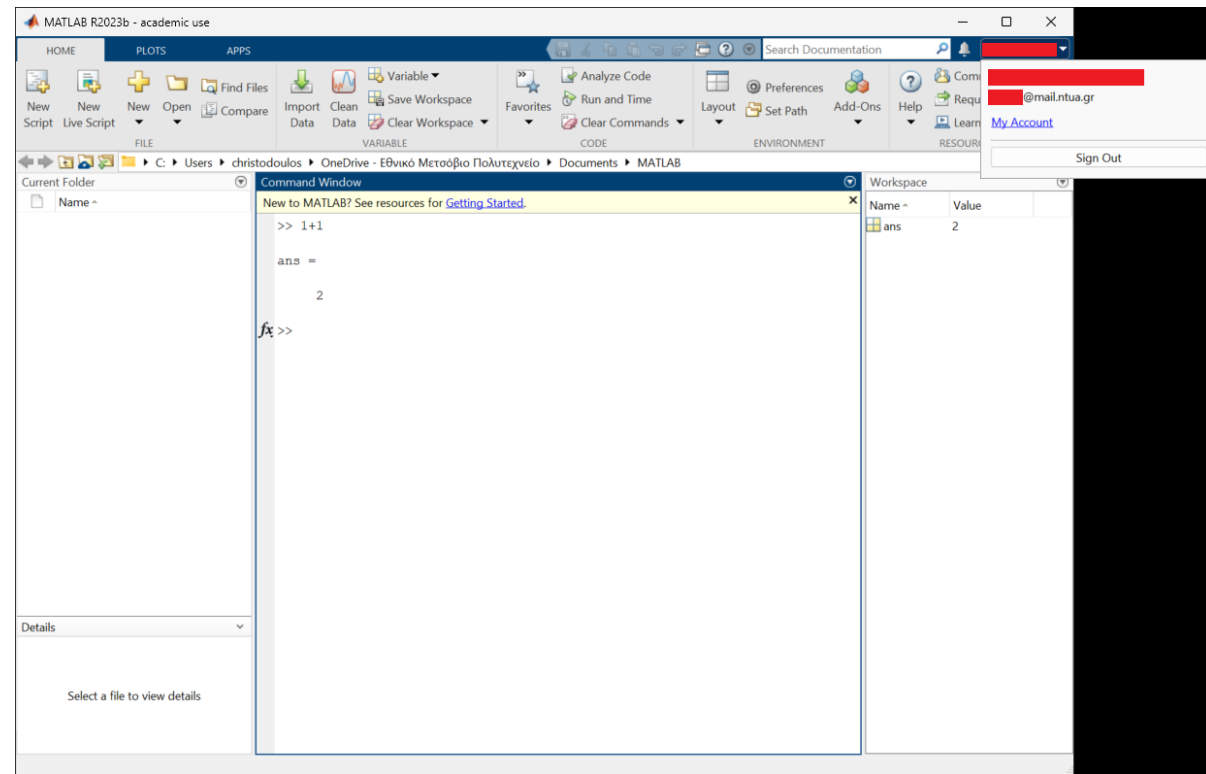 MATLAB R2023b - academic use
HOME PLOTS APPS Search Documentation
New Script
New Live Script
New
Open
Find Files
Compare
FILE
Import Data
Clean Data
Variable
Save Workspace
Clear Workspace
VARIABLE
Favorites
Analyze Code
Run and Time
Clear Commands
CODE
Layout
Preferences
Set Path
Add-Ons
ENVIRONMENT
Help
Comm
Requ
Learn
RESOUR
@mail.ntua.gr
My Account
Sign Out
C: Users christodoulos OneDrive - Εθνικό Μετσόβιο Πολυτεχνείο Documents MATLAB
Current Folder
Name
Details
Select a file to view details
Command Window
New to MATLAB? See resources for Getting Started.
>> 1+1
ans =
2
fx >>
Workspace
Name Value
ans 2